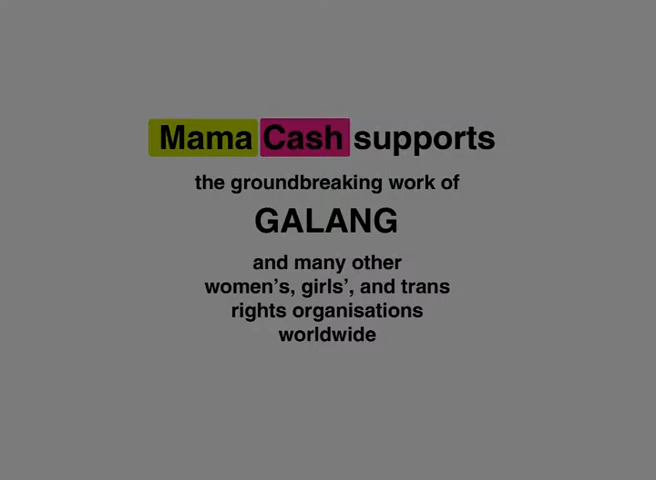 Mama Cash supports
the groundbreaking work of
GALANG
and many other
women's, girls', and trans
rights organisations
worldwide